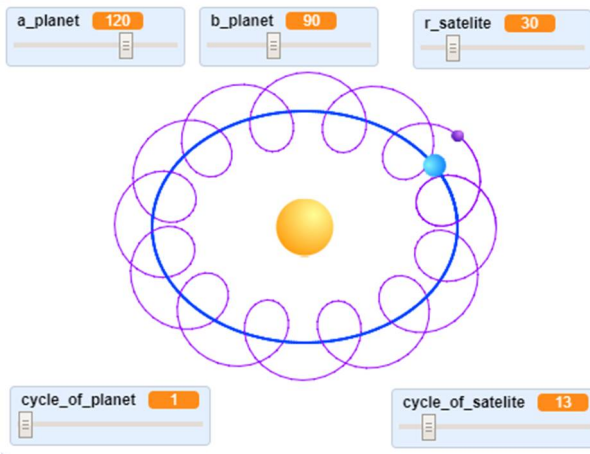 a_planet 120
b_planet 90
r_satelite 30
cycle_of_planet 1
cycle_of_satelite 13